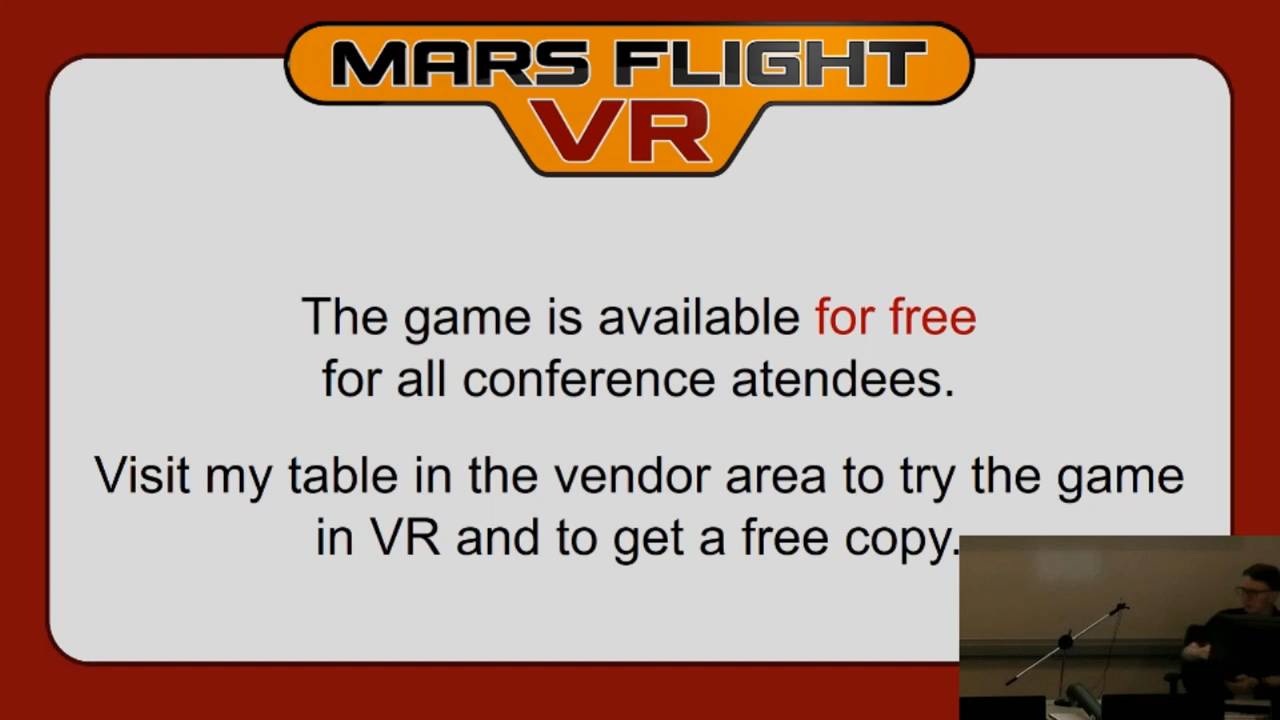 MARS FLIGHT
VR
The game is available for free
for all conference atendees.
Visit my table in the vendor area to try the game
in VR and to get a free copy.